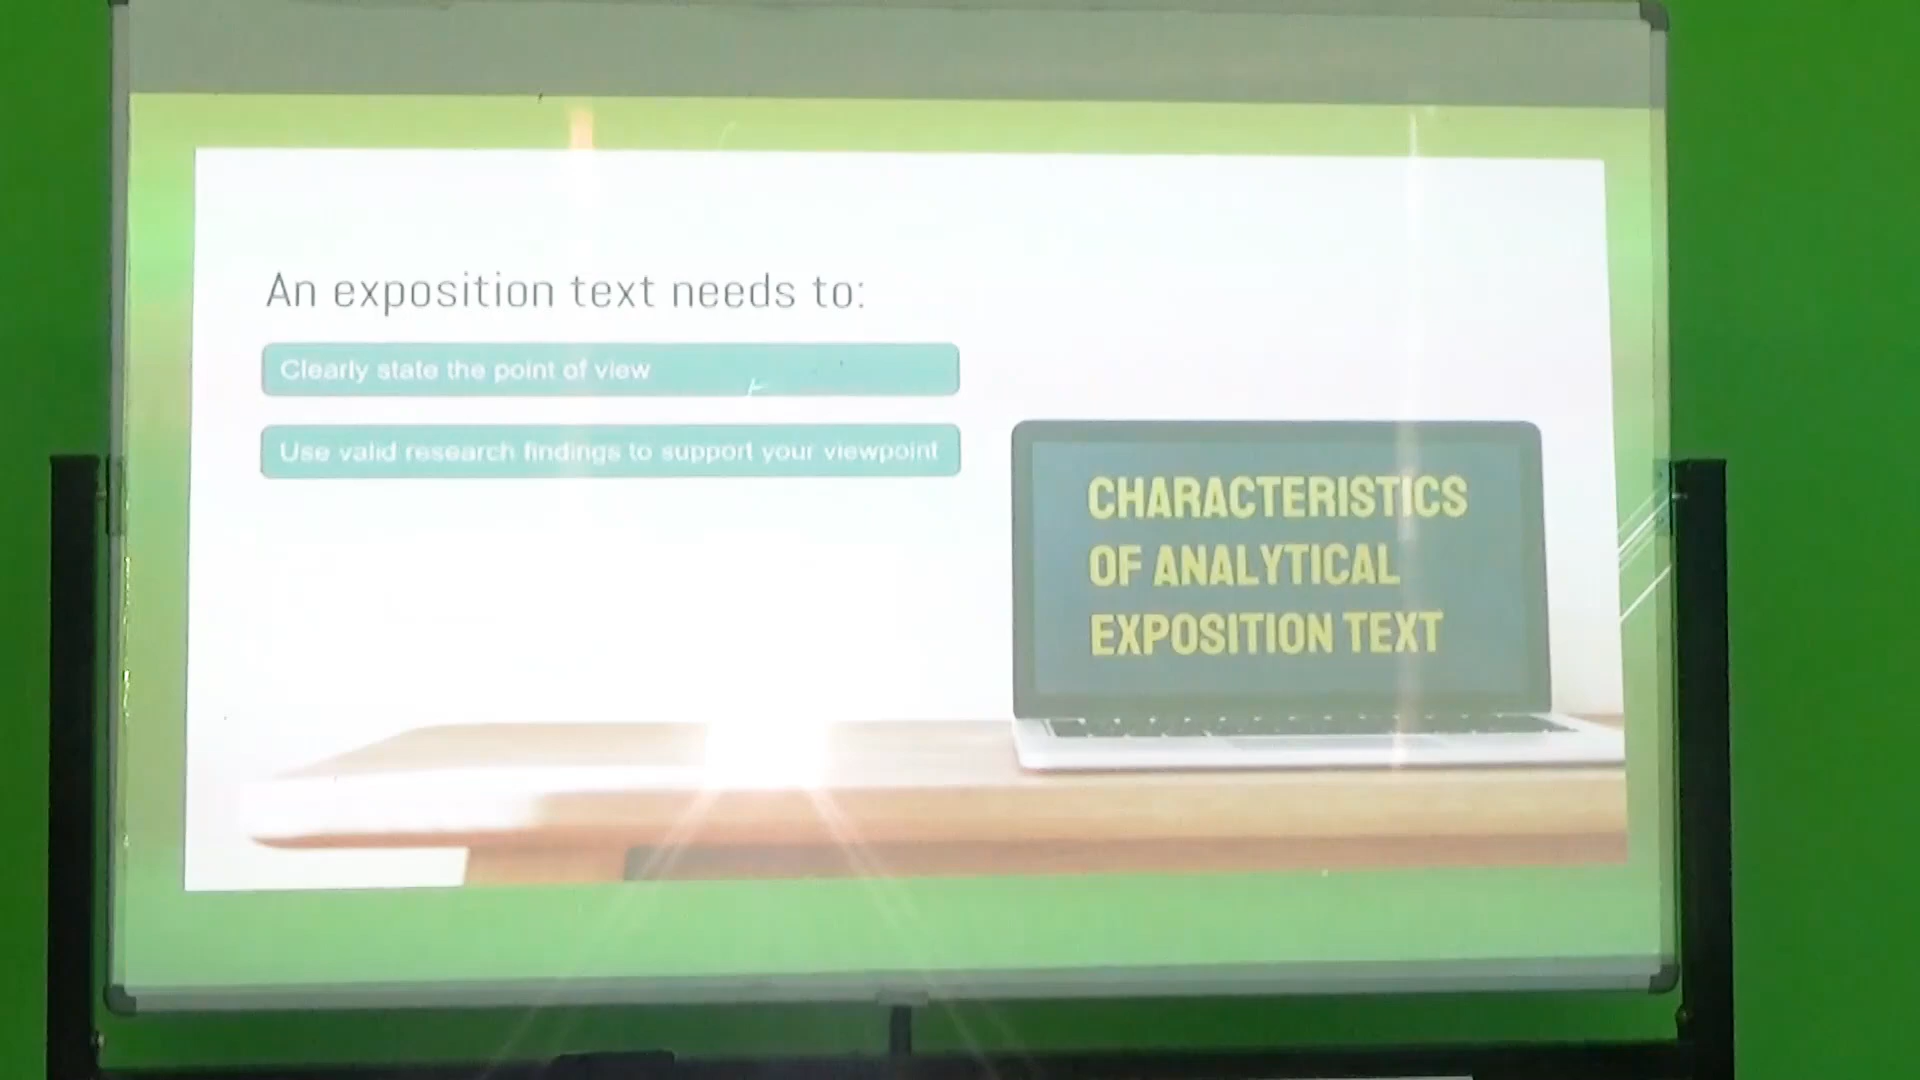 An exposition text needs to:
Clearly state the point of view
Use valid research findings to support your viewpoint
CHARACTERISTICS
OF ANALYTICAL
EXPOSITION TEXT